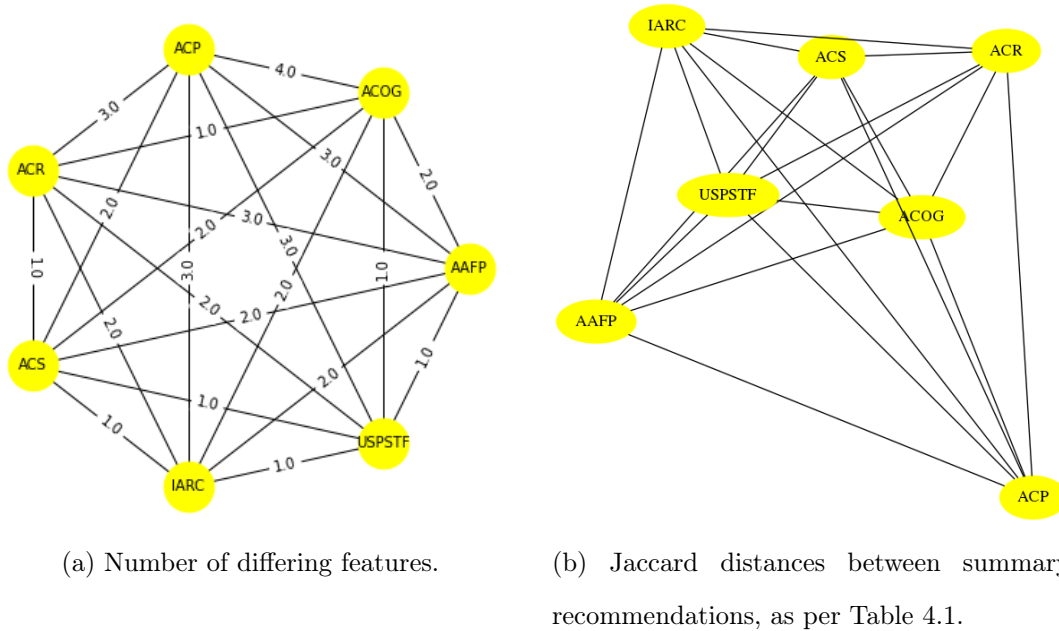 ACP
4.0
ACOG
3.0
1.0
ACR
3.0
2.0
3.0
2.0
2.0
3.0
AAFP
1.0
3.0
3.0
1.0
2.0
2.0
2.0
2.0
1.0
ACS
2.0
1.0
1.0
USPSTF
1.0
IARC
(a) Number of differing features.
IARC
ACS
ACR
USPSTF
ACOG
AAFP
ACP
(b) Jaccard distances between summary
recommendations, as per Table 4.1.